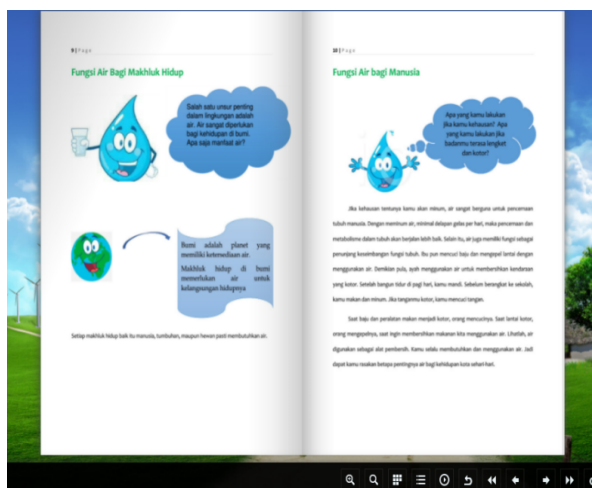 9 | P a g e
Fungsi Air Bagi Makhluk Hidup
Salah satu unsur penting
dalam lingkungan adalah
air. Air sangat diperlukan
bagi kehidupan di bumi.
Apa saja manfaat air?
Bumi adalah planet yang
memiliki ketersediaan air.
Makhluk hidup di bumi
memerlukan air untuk
kelangsungan hidupnya
Setiap makhluk hidup baik itu manusia, tumbuhan, maupun hewan pasti membutuhkan air.
10 | P a g e
Fungsi Air bagi Manusia
Apa yang kamu lakukan
jika kamu kehausan? Apa
yang kamu lakukan jika
badanmu terasa lengket
dan kotor?
Jika kehausan tentunya kamu akan minum, air sangat berguna untuk pencernaan
tubuh manusia. Dengan meminum air, minimal delapan gelas per hari, maka pencernaan dan
metabolisme dalam tubuh akan berjalan lebih baik. Selain itu, air juga memiliki fungsi sebagai
penunjang keseimbangan fungsi tubuh. Ibu pun mencuci baju dan mengepel lantai dengan
menggunakan air. Demikian pula, ayah menggunakan air untuk membersihkan kendaraan
yang kotor. Setelah bangun tidur di pagi hari, kamu mandi. Sebelum berangkat ke sekolah,
kamu makan dan minum. Jika tanganmu kotor, kamu mencuci tangan.
Saat baju dan peralatan makan menjadi kotor, orang mencucinya. Saat lantai kotor,
orang mengepelnya, saat ingin membersihkan makanan kita menggunakan air. Lihatlah, air
digunakan sebagai alat pembersih. Kamu selalu membutuhkan dan menggunakan air. Jadi
dapat kamu rasakan betapa pentingnya air bagi kehidupan kita sehari-hari.